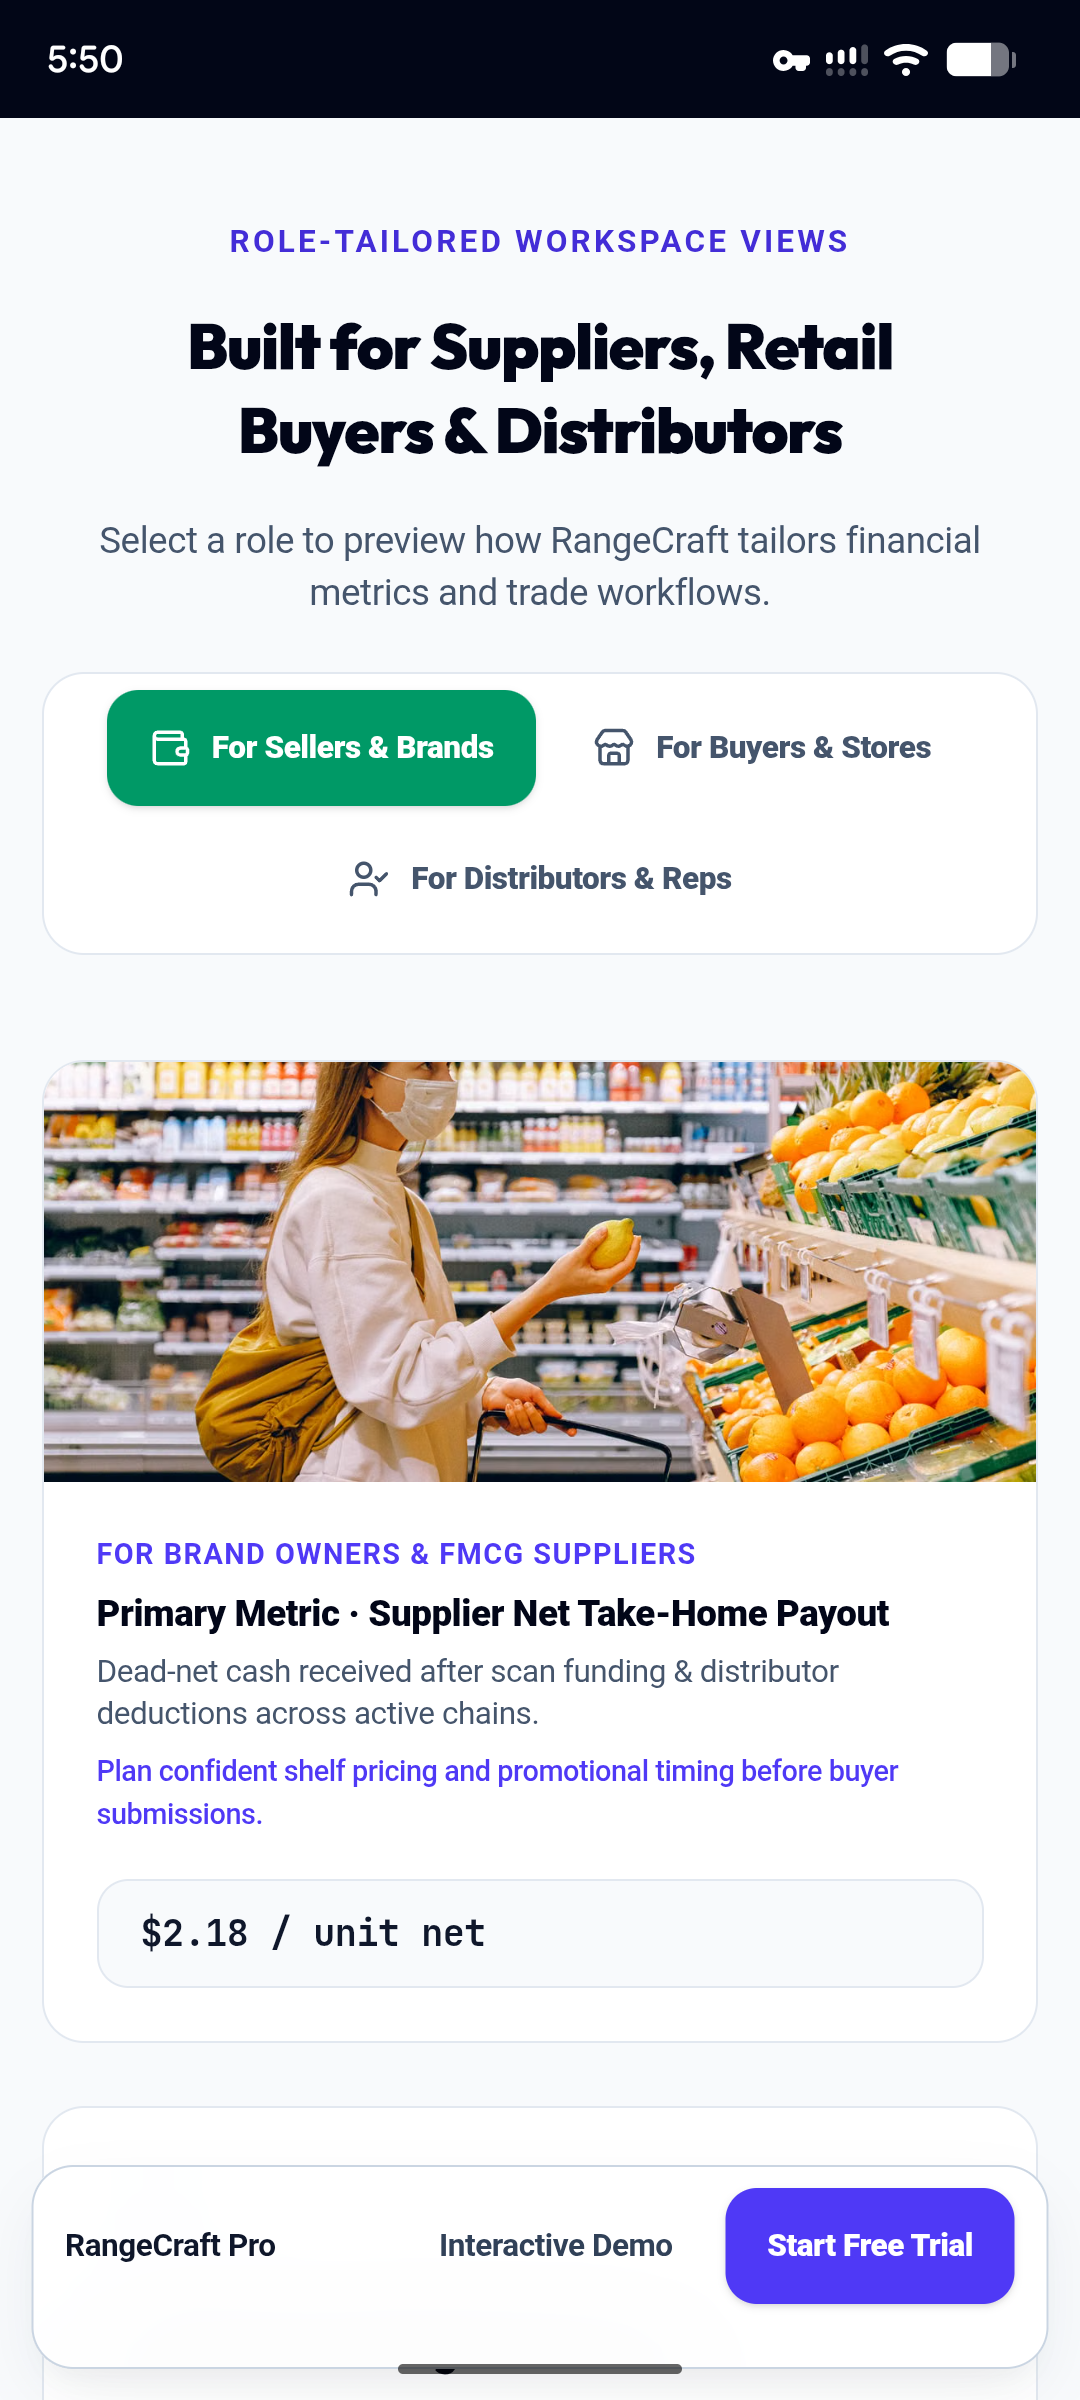 5:50
ROLE-TAILORED WORKSPACE VIEWS
Built for Suppliers, Retail
Buyers & Distributors
Select a role to preview how RangeCraft tailors financial
metrics and trade workflows.
For Sellers & Brands
For Buyers & Stores
For Distributors & Reps
FOR BRAND OWNERS & FMCG SUPPLIERS
Primary Metric · Supplier Net Take-Home Payout
Dead-net cash received after scan funding & distributor
deductions across active chains.
Plan confident shelf pricing and promotional timing before buyer
submissions.
$2.18 / unit net
RangeCraft Pro
Interactive Demo
Start Free Trial